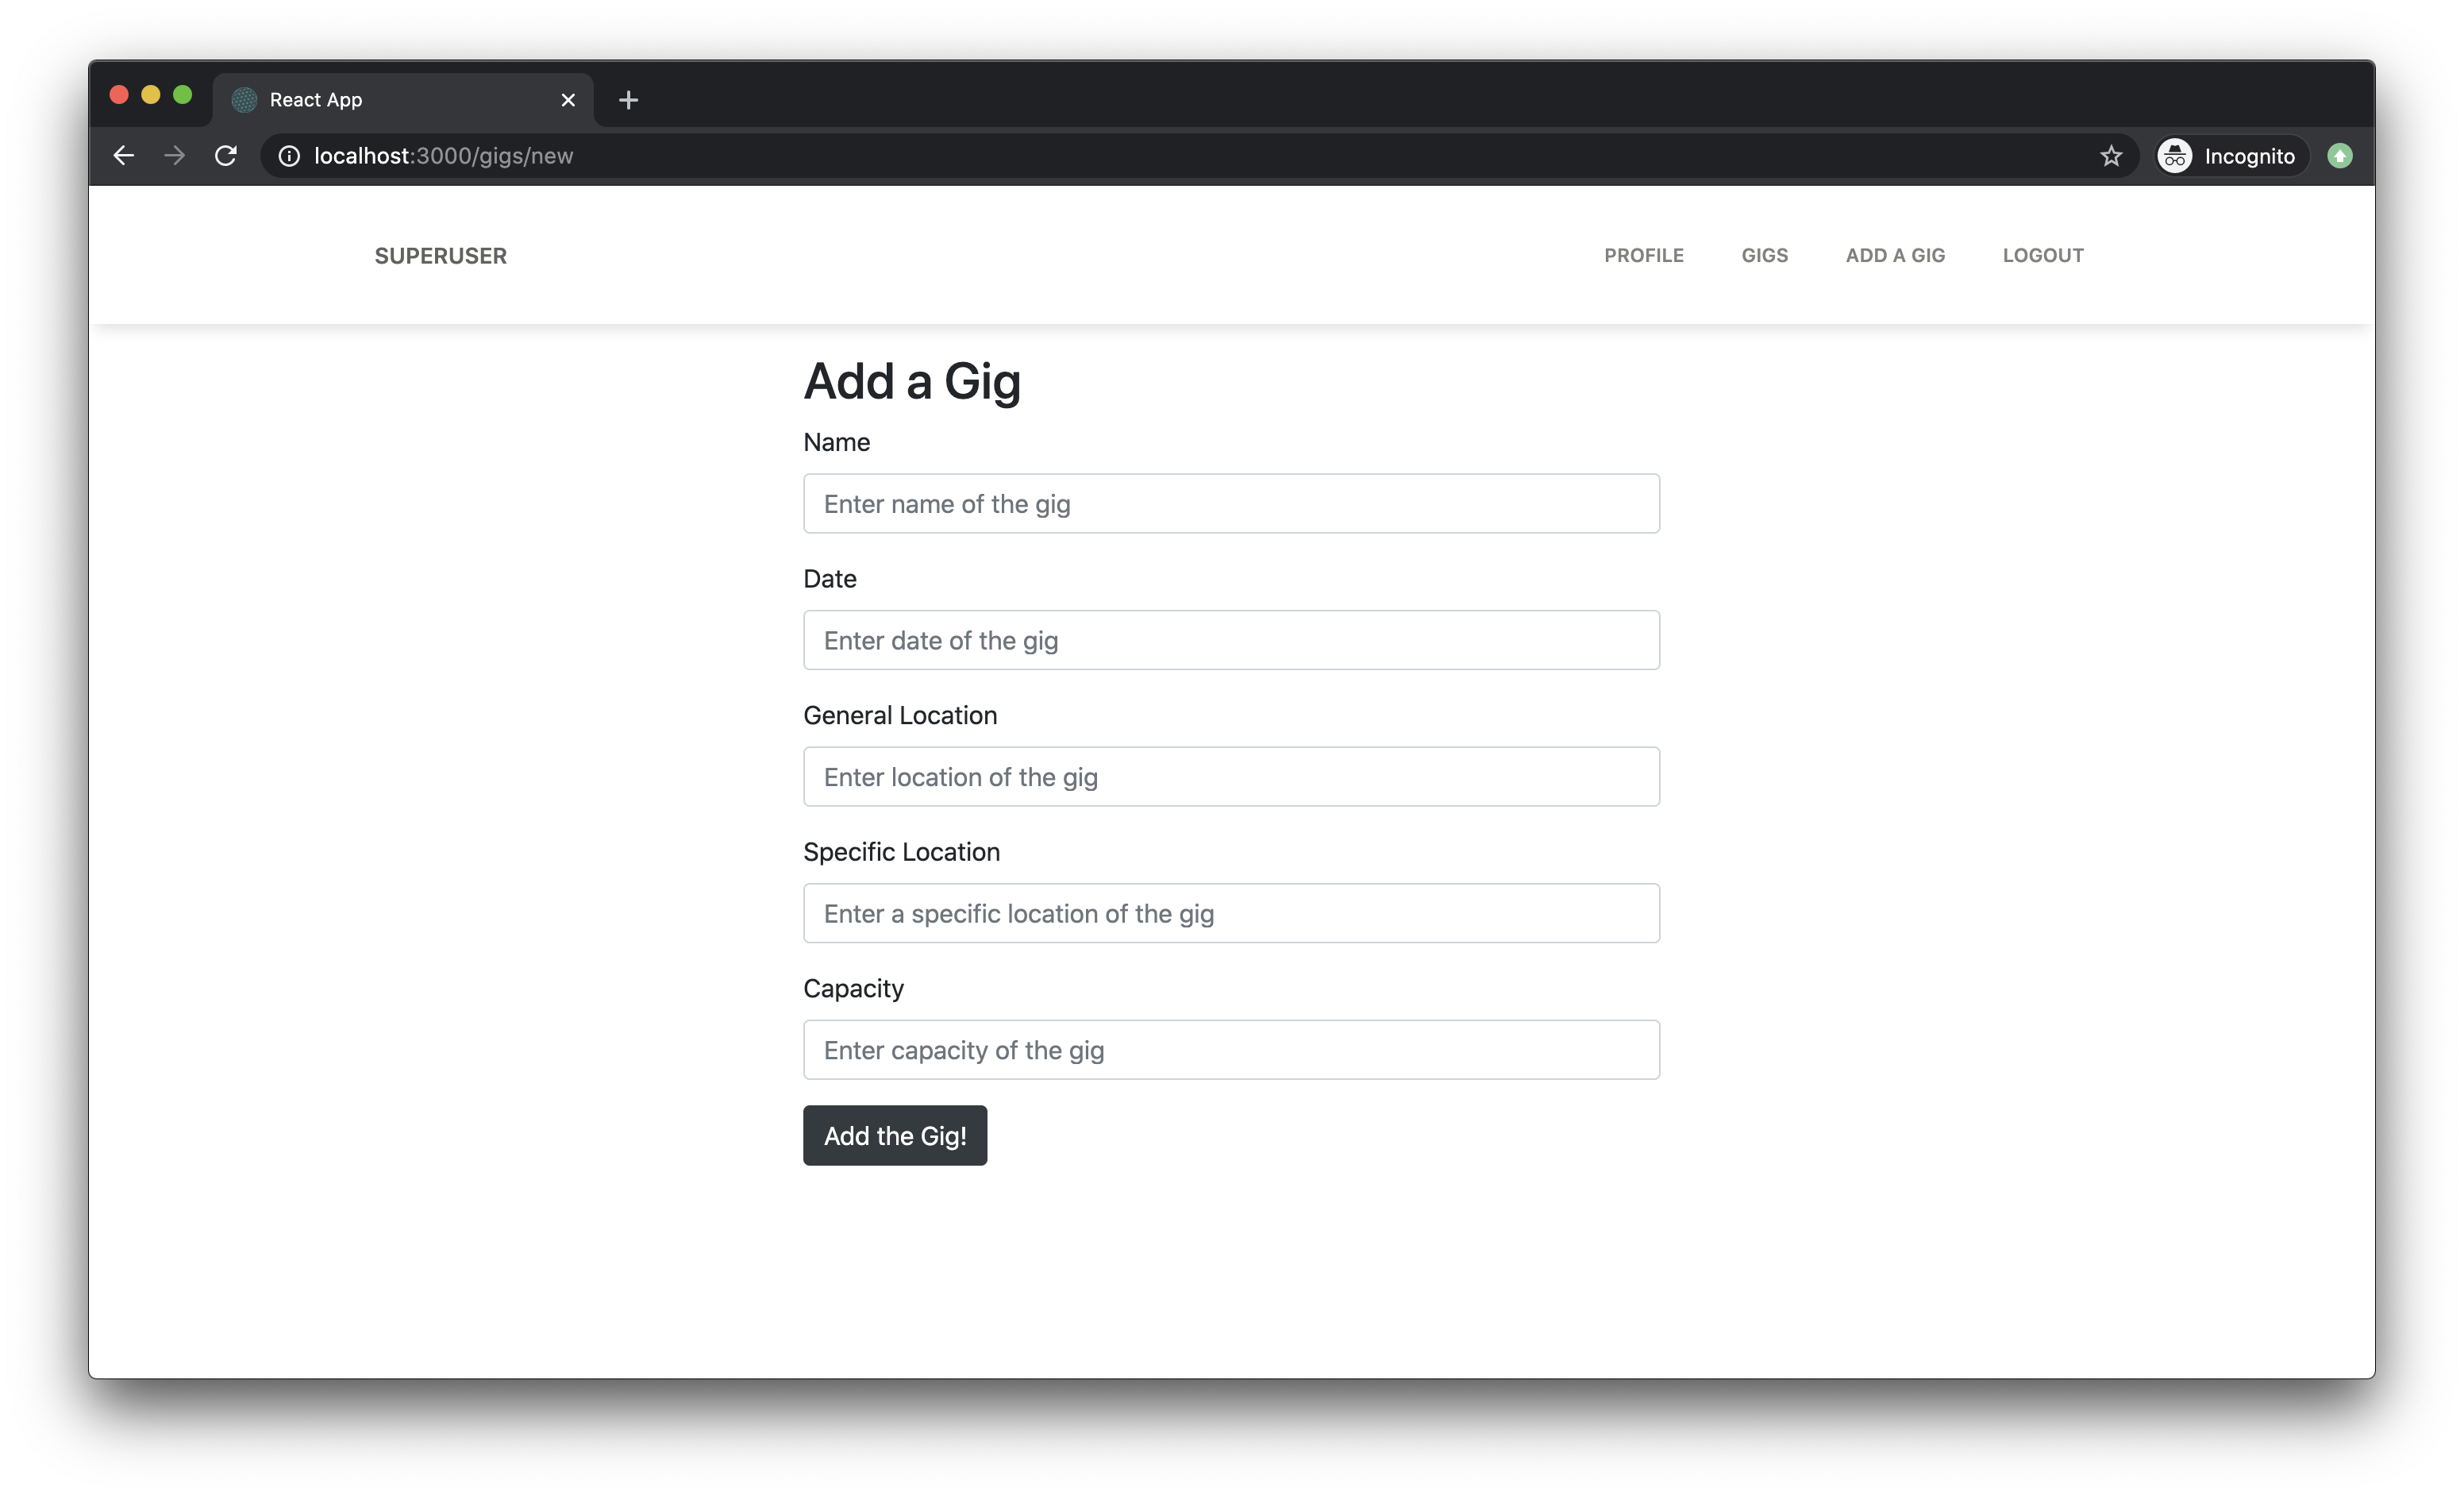 React App
localhost:3000/gigs/new
Incognito
SUPERUSER
PROFILE GIGS ADD A GIG LOGOUT
Add a Gig
Name
Enter name of the gig
Date
Enter date of the gig
General Location
Enter location of the gig
Specific Location
Enter a specific location of the gig
Capacity
Enter capacity of the gig
Add the Gig!